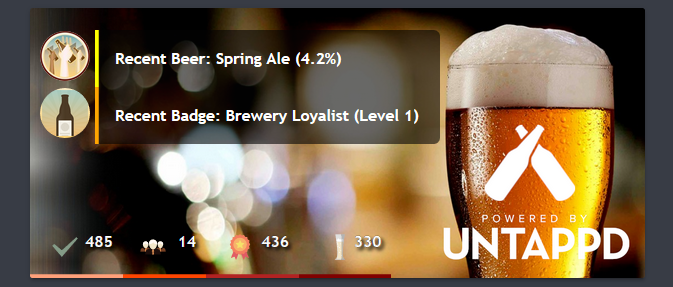 Recent Beer: Spring Ale (4.2%)
Recent Badge: Brewery Loyalist (Level 1)
485 14 436 330
POWERED BY
UNTAPPD